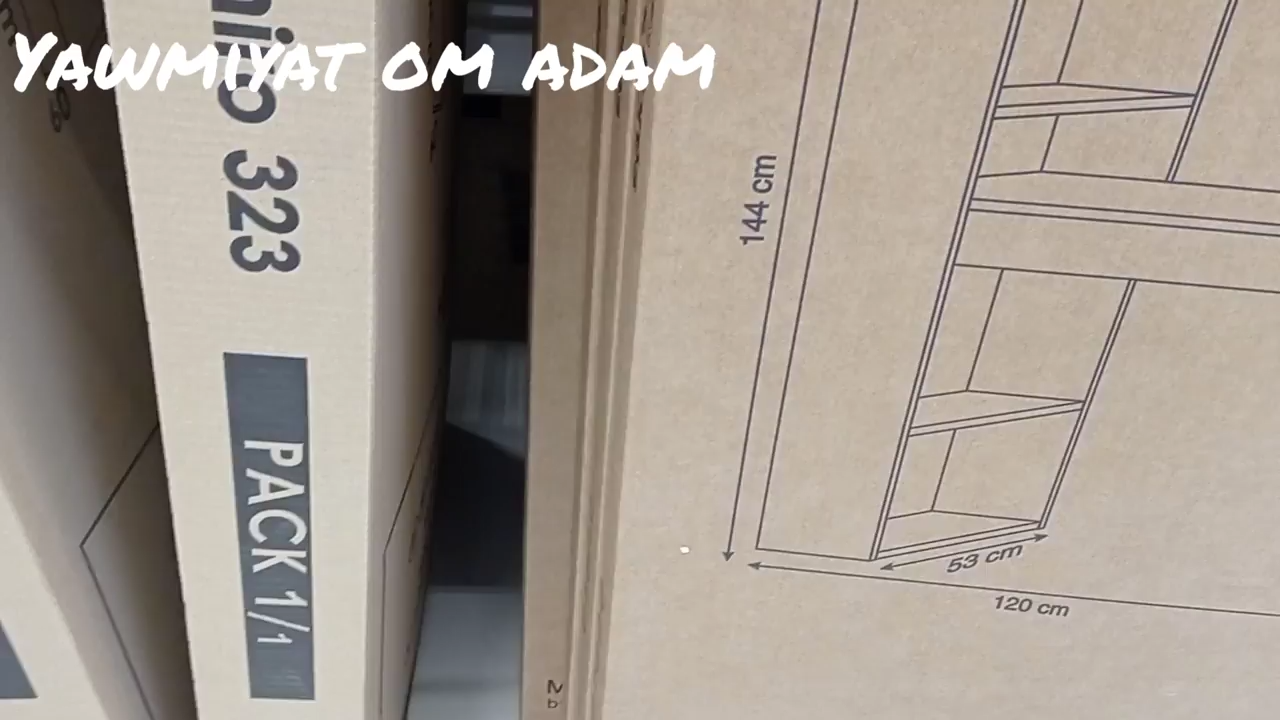 Yawmiyat om adam
323
PACK 1/1
144 cm
53 cm
120 cm